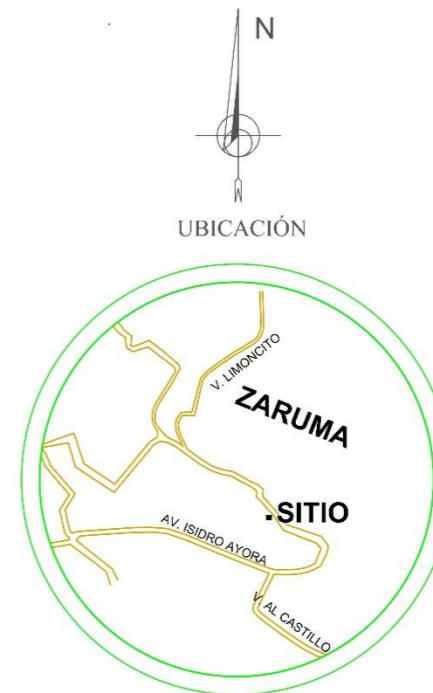 N
UBICACIÓN
V. LIMONCITO
ZARUMA
SITIO
AV. ISIDRO AYORA
V. AL CASTILLO